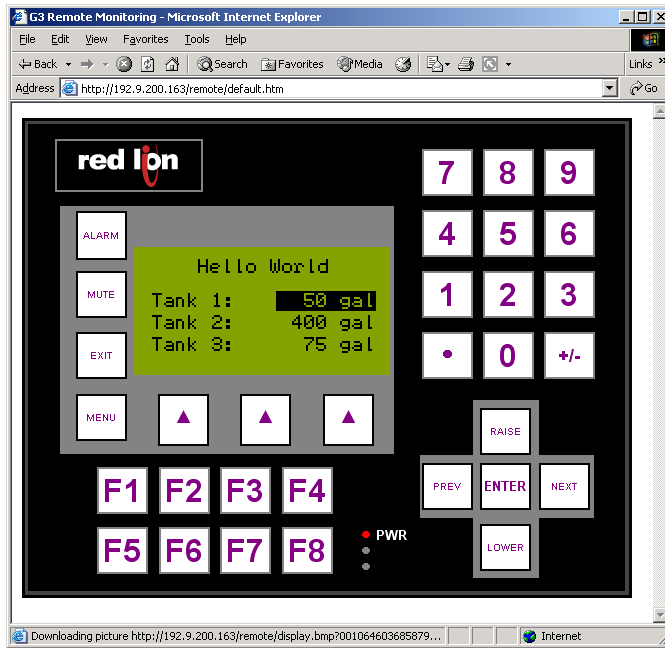 G3 Remote Monitoring - Microsoft Internet Explorer
File Edit View Favorites Tools Help
Back Search Favorites Media Links »
Address http://192.9.200.163/remote/default.htm Go
red lion
7 8 9
ALARM
4 5 6
Hello World
MUTE
1 2 3
Tank 1: 50 gal
Tank 2: 400 gal
Tank 3: 75 gal
EXIT
• 0 +/-
MENU ▲ ▲ ▲
RAISE
F1 F2 F3 F4
PREV ENTER NEXT
F5 F6 F7 F8
PWR
LOWER
Downloading picture http://192.9.200.163/remote/display.bmp?001064603685879... Internet